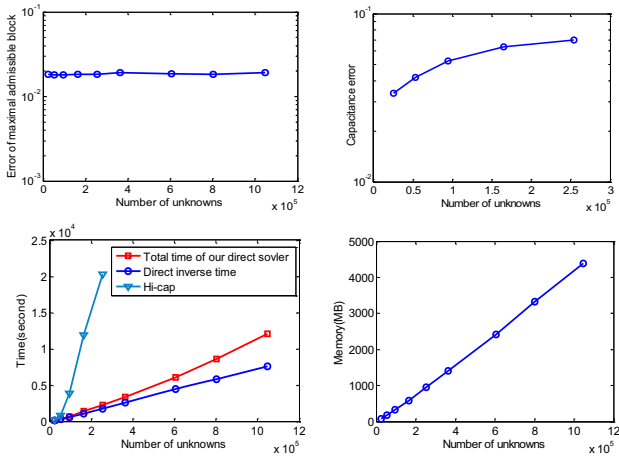 10^-1
10^-2
10^-3
0 2 4 6 8 10 12
x 10^5
Number of unknowns
Error of maximal admissible block
10^-1
10^-2
0 0.5 1 1.5 2 2.5 3
x 10^5
Number of unknowns
Capacitance error
x 10^4
2.5
2
1.5
1
0.5
0
0 2 4 6 8 10 12
x 10^5
Number of unknowns
Time(second)
Total time of our direct sovler
Direct inverse time
Hi-cap
5000
4000
3000
2000
1000
0
0 2 4 6 8 10 12
x 10^5
Number of unknowns
Memory(MB)